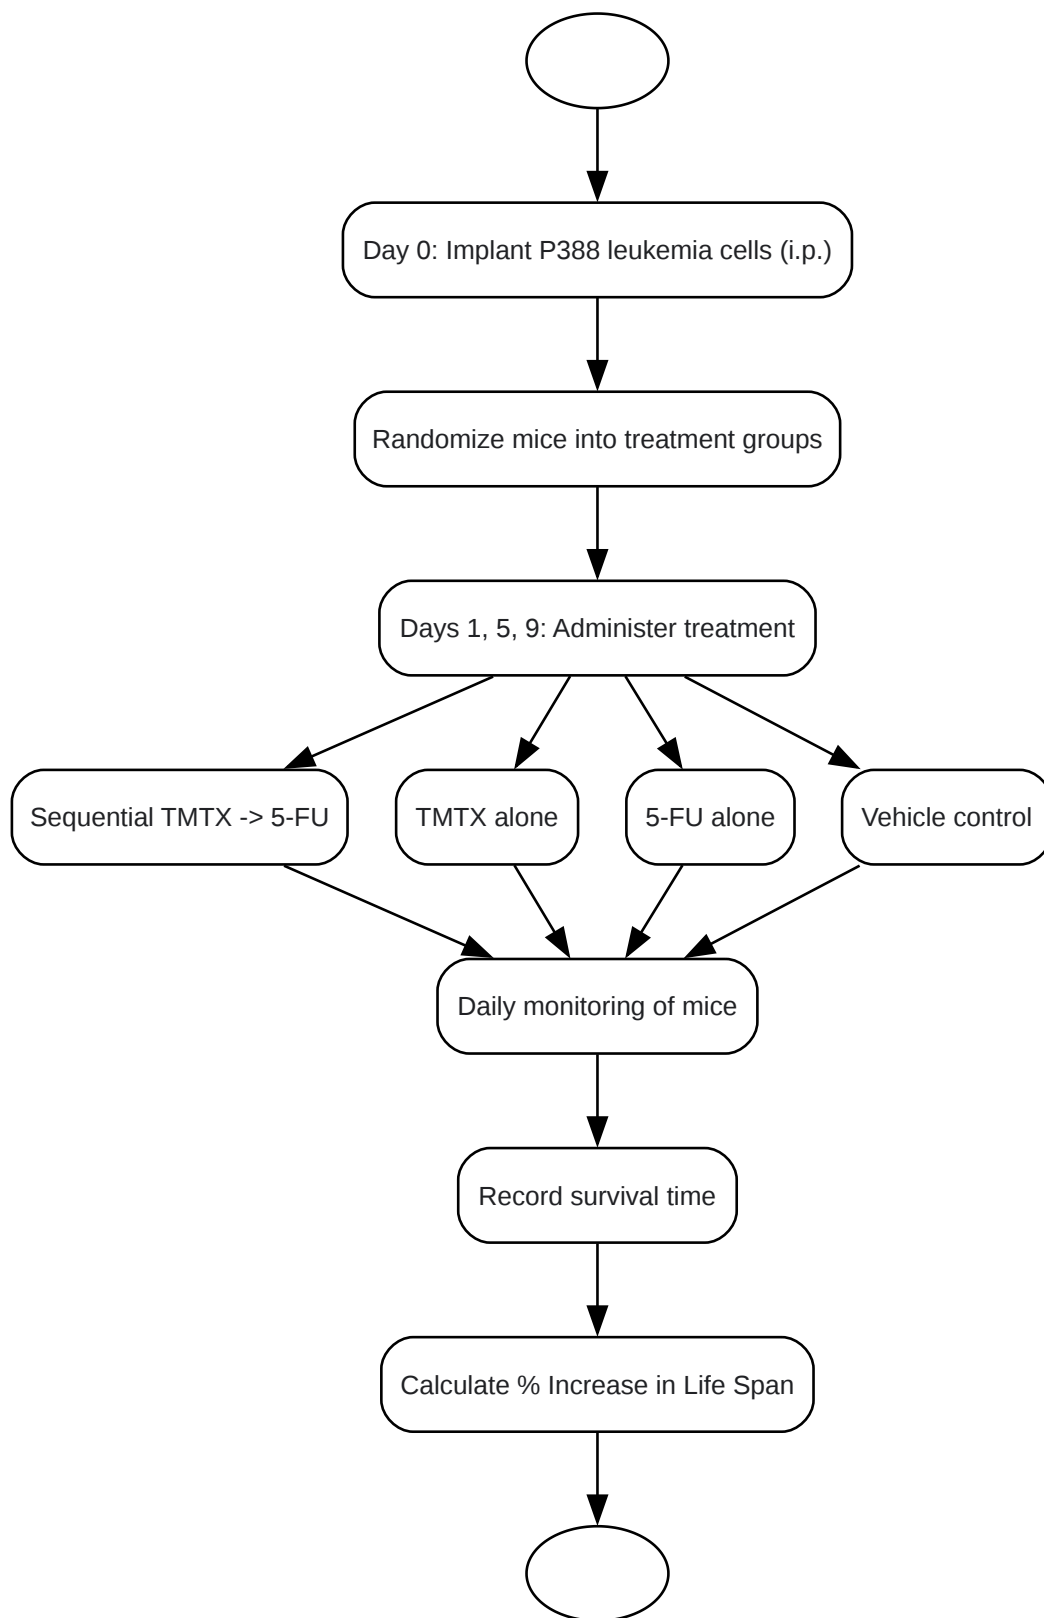 Day 0: Implant P388 leukemia cells (i.p.)
Randomize mice into treatment groups
Days 1, 5, 9: Administer treatment
Sequential TMTX -> 5-FU
TMTX alone
5-FU alone
Vehicle control
Daily monitoring of mice
Record survival time
Calculate % Increase in Life Span